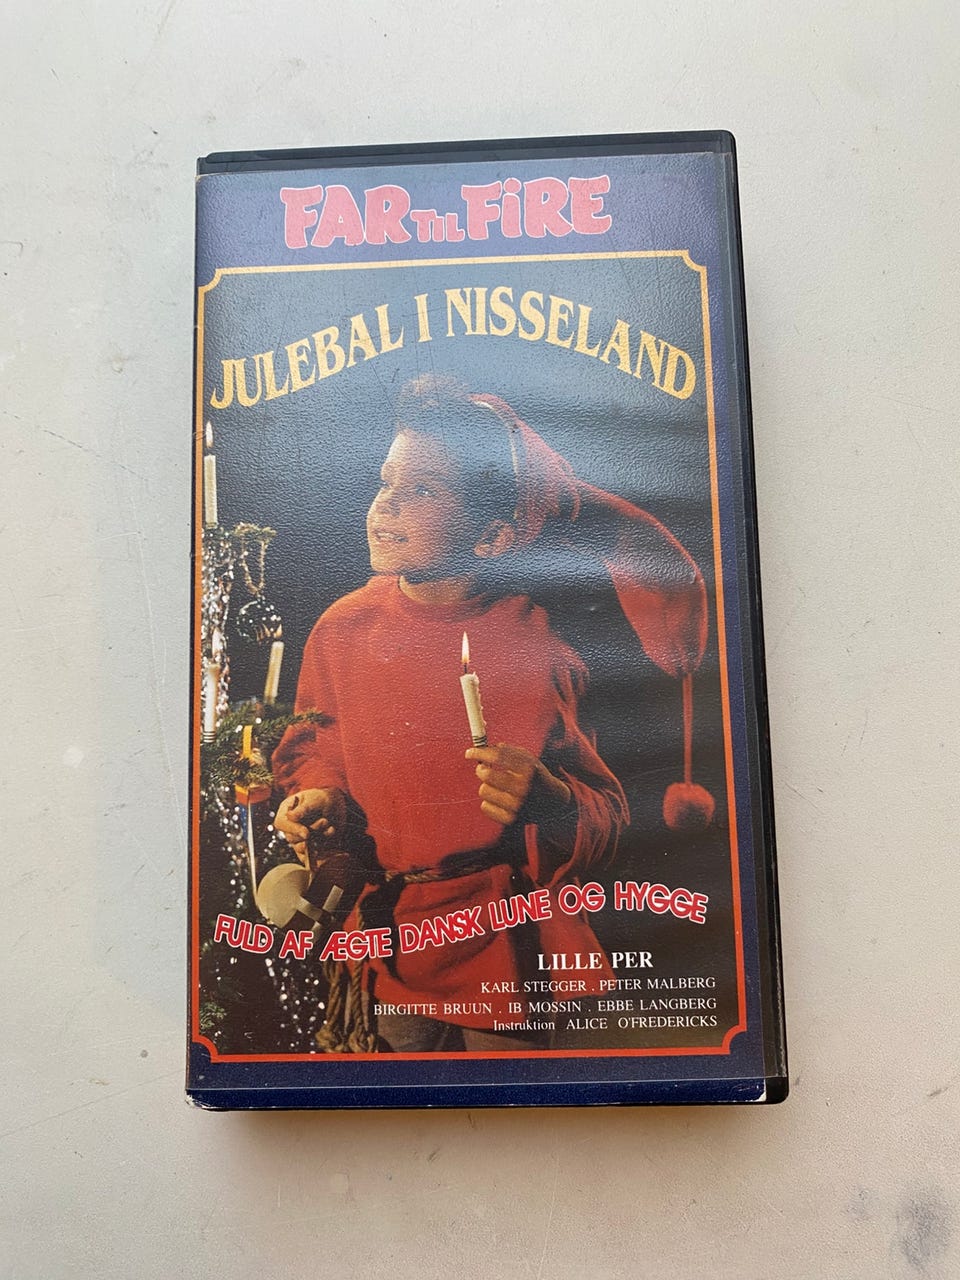 FAR TIL FiRE
JULEBAL I NISSELAND
FULD AF ÆGTE DANSK LUNE OG HYGGE
LILLE PER
KARL STEGGER . PETER MALBERG
BIRGITTE BRUUN . IB MOSSIN . EBBE LANGBERG
Instruktion ALICE O'FREDERICKS